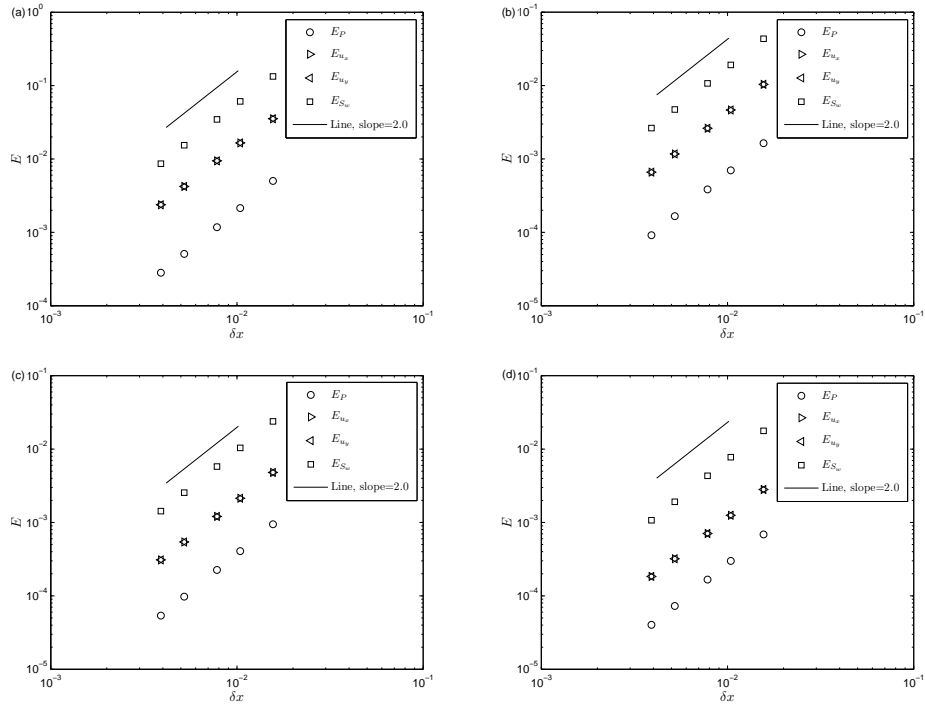 (a)
10^0
10^{-1}
10^{-2}
10^{-3}
10^{-4}
E
10^{-3}
10^{-2}
10^{-1}
δx
E_P
E_{u_x}
E_{u_y}
E_{S_w}
Line, slope=2.0
(b)
10^{-1}
10^{-2}
10^{-3}
10^{-4}
10^{-5}
E
10^{-3}
10^{-2}
10^{-1}
δx
E_P
E_{u_x}
E_{u_y}
E_{S_w}
Line, slope=2.0
(c)
10^{-1}
10^{-2}
10^{-3}
10^{-4}
10^{-5}
E
10^{-3}
10^{-2}
10^{-1}
δx
E_P
E_{u_x}
E_{u_y}
E_{S_w}
Line, slope=2.0
(d)
10^{-1}
10^{-2}
10^{-3}
10^{-4}
10^{-5}
E
10^{-3}
10^{-2}
10^{-1}
δx
E_P
E_{u_x}
E_{u_y}
E_{S_w}
Line, slope=2.0